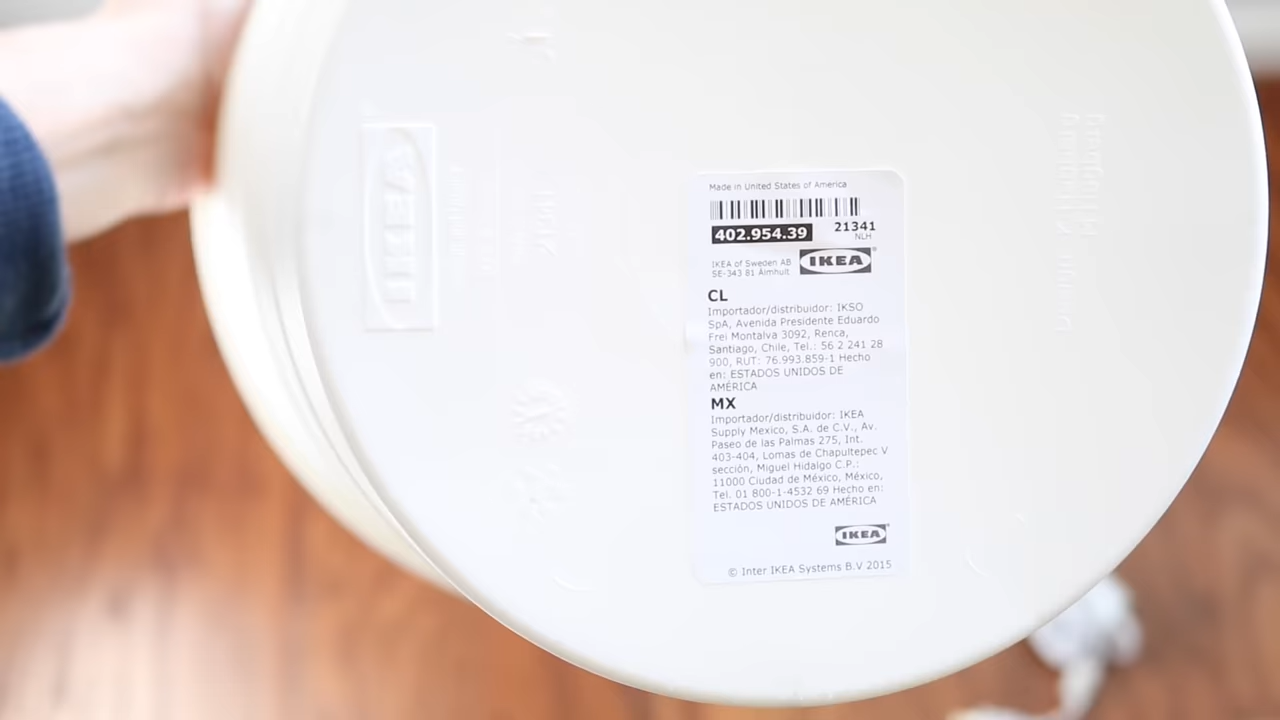 Made in United States of America
402.954.39
21341
NLH
IKEA of Sweden AB
SE-343 81 Älmhult
IKEA
CL
Importador/distribuidor: IKSO
SpA, Avenida Presidente Eduardo
Frei Montalva 3092, Renca,
Santiago, Chile, Tel.: 56 2 241 28
900, RUT: 76.993.859-1 Hecho
en: ESTADOS UNIDOS DE
AMÉRICA
MX
Importador/distribuidor: IKEA
Supply Mexico, S.A. de C.V., Av.
Paseo de las Palmas 275, Int.
403-404, Lomas de Chapultepec V
sección, Miguel Hidalgo C.P.:
11000 Ciudad de México, México,
Tel. 01 800-1-4532 69 Hecho en:
ESTADOS UNIDOS DE AMÉRICA
IKEA
© Inter IKEA Systems B.V 2015
IKEA
Design K Hagberg
M Hagberg